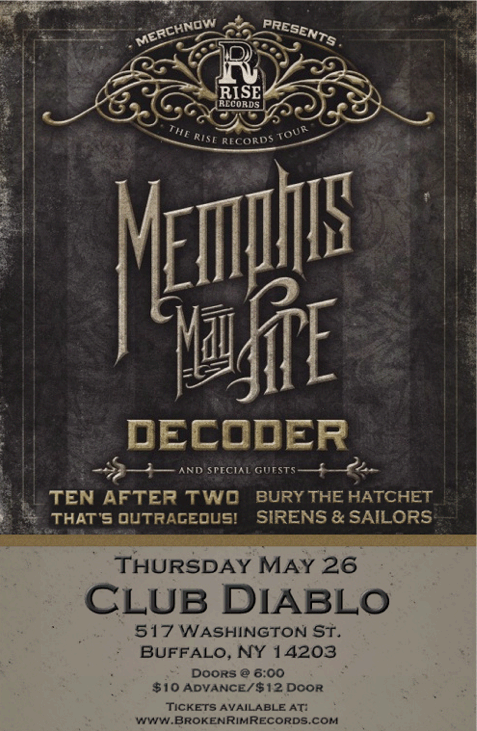 MERCHNOW PRESENTS
R
RISE
RECORDS
THE RISE RECORDS TOUR
MEMPHIS
MAY FIRE
DECODER
AND SPECIAL GUESTS
TEN AFTER TWO BURY THE HATCHET
THAT'S OUTRAGEOUS! SIRENS & SAILORS
THURSDAY MAY 26
CLUB DIABLO
517 WASHINGTON ST.
BUFFALO, NY 14203
DOORS @ 6:00
$10 ADVANCE/$12 DOOR
TICKETS AVAILABLE AT:
WWW.BROKENRIMRECORDS.COM